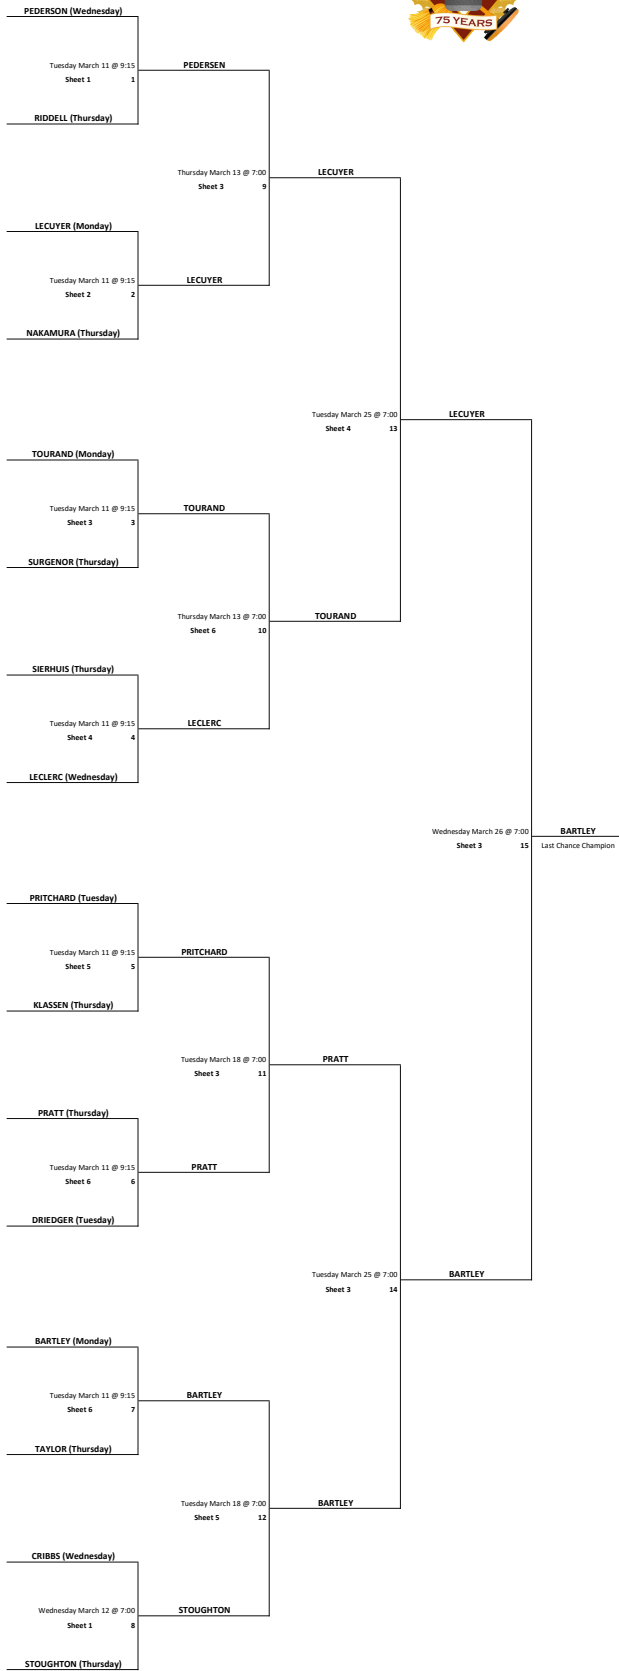 PEDERSON (Wednesday)
75 YEARS
Tuesday March 11 @ 9:15
PEDERSEN
Sheet 1 1
RIDDELL (Thursday)
Thursday March 13 @ 7:00
LECUYER
Sheet 3 9
LECUYER (Monday)
Tuesday March 11 @ 9:15
LECUYER
Sheet 2 2
NAKAMURA (Thursday)
Tuesday March 25 @ 7:00
LECUYER
Sheet 4 13
TOURAND (Monday)
Tuesday March 11 @ 9:15
TOURAND
Sheet 3 3
SURGENOR (Thursday)
Thursday March 13 @ 7:00
TOURAND
Sheet 6 10
SIERHUIS (Thursday)
Tuesday March 11 @ 9:15
LECLERC
Sheet 4 4
LECLERC (Wednesday)
Wednesday March 26 @ 7:00
BARTLEY
Sheet 3 15
Last Chance Champion
PRITCHARD (Tuesday)
Tuesday March 11 @ 9:15
PRITCHARD
Sheet 5 5
KLASSEN (Thursday)
Tuesday March 18 @ 7:00
PRATT
Sheet 3 11
PRATT (Thursday)
Tuesday March 11 @ 9:15
PRATT
Sheet 6 6
DRIEDGER (Tuesday)
Tuesday March 25 @ 7:00
BARTLEY
Sheet 3 14
BARTLEY (Monday)
Tuesday March 11 @ 9:15
BARTLEY
Sheet 6 7
TAYLOR (Thursday)
Tuesday March 18 @ 7:00
BARTLEY
Sheet 5 12
CRIBBS (Wednesday)
Wednesday March 12 @ 7:00
STOUGHTON
Sheet 1 8
STOUGHTON (Thursday)